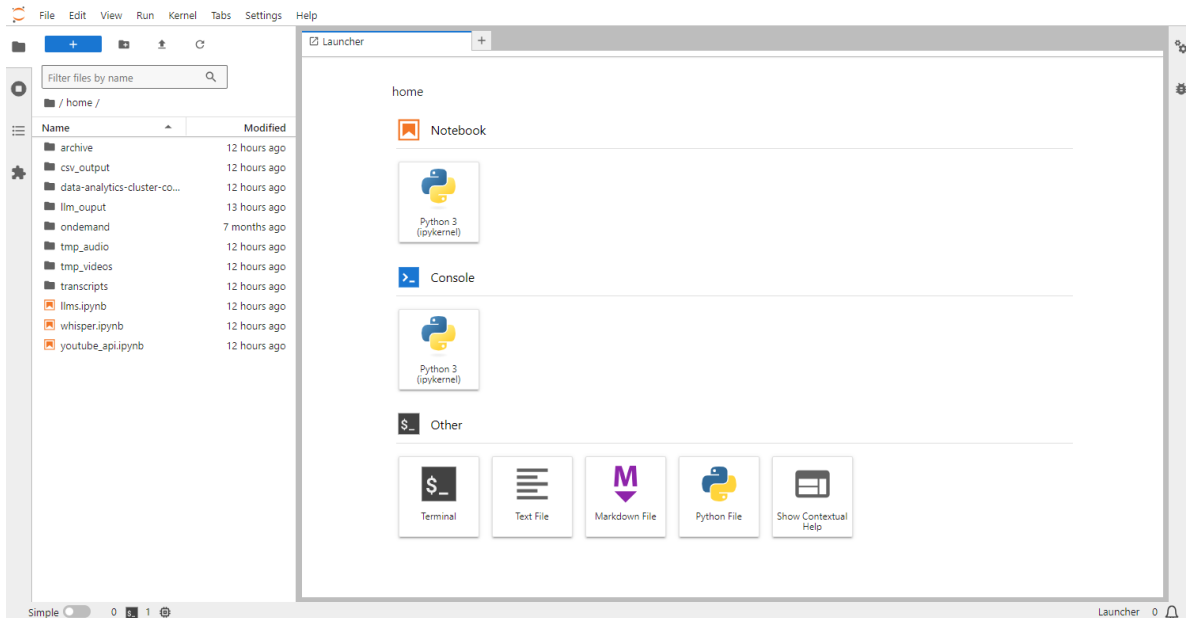 File Edit View Run Kernel Tabs Settings Help
Filter files by name
/ home /
Name Modified
archive 12 hours ago
csv_output 12 hours ago
data-analytics-cluster-co... 12 hours ago
llm_ouput 13 hours ago
ondemand 7 months ago
tmp_audio 12 hours ago
tmp_videos 12 hours ago
transcripts 12 hours ago
llms.ipynb 12 hours ago
whisper.ipynb 12 hours ago
youtube_api.ipynb 12 hours ago
Launcher
home
Notebook
Python 3
(ipykernel)
Console
Python 3
(ipykernel)
$_ Other
$_
Terminal
Text File
M
Markdown File
Python File
Show Contextual
Help
Simple 0 $_ 1
Launcher 0